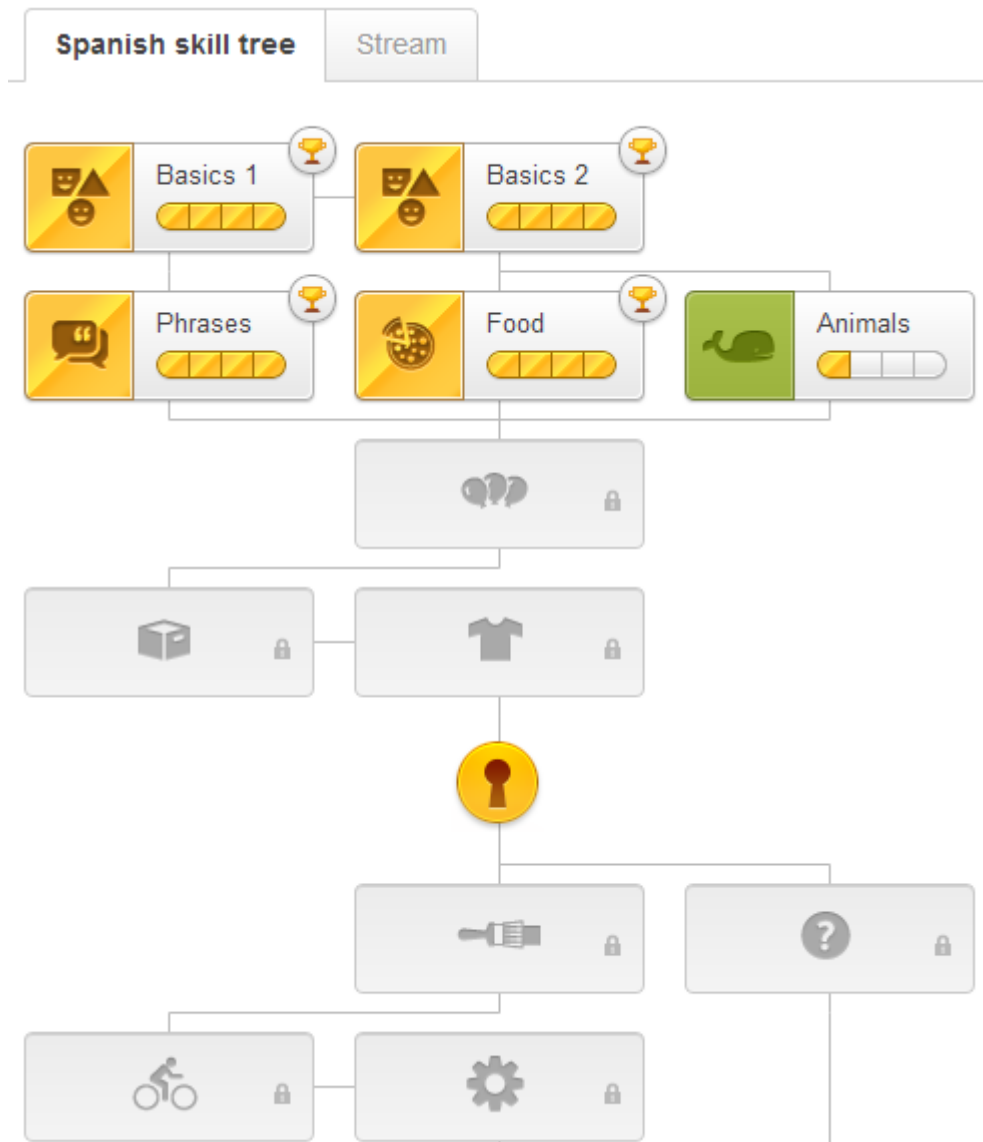 Spanish skill tree
Stream
Basics 1
Basics 2
Phrases
Food
Animals